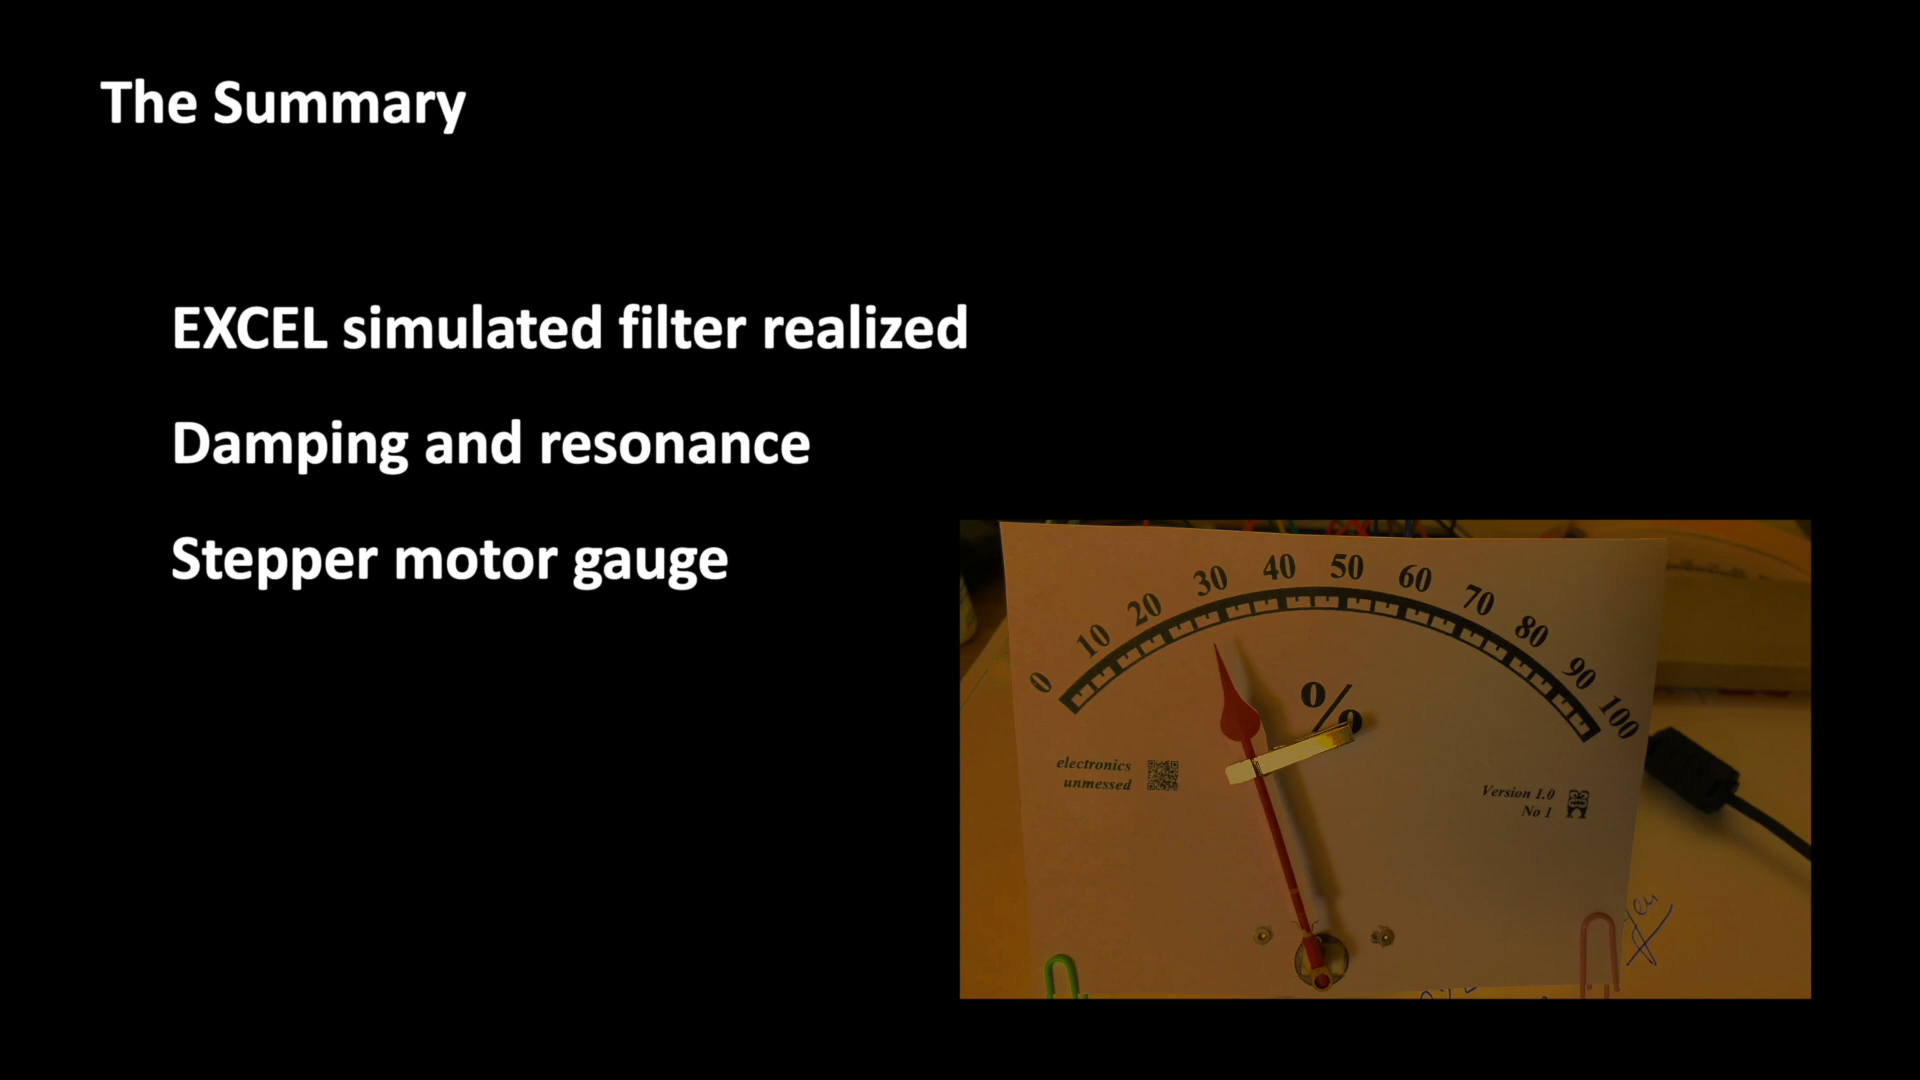 The Summary
EXCEL simulated filter realized
Damping and resonance
Stepper motor gauge
0 10 20 30 40 50 60 70 80 90 100
%
electronics
unmessed
Version 1.0
No 1